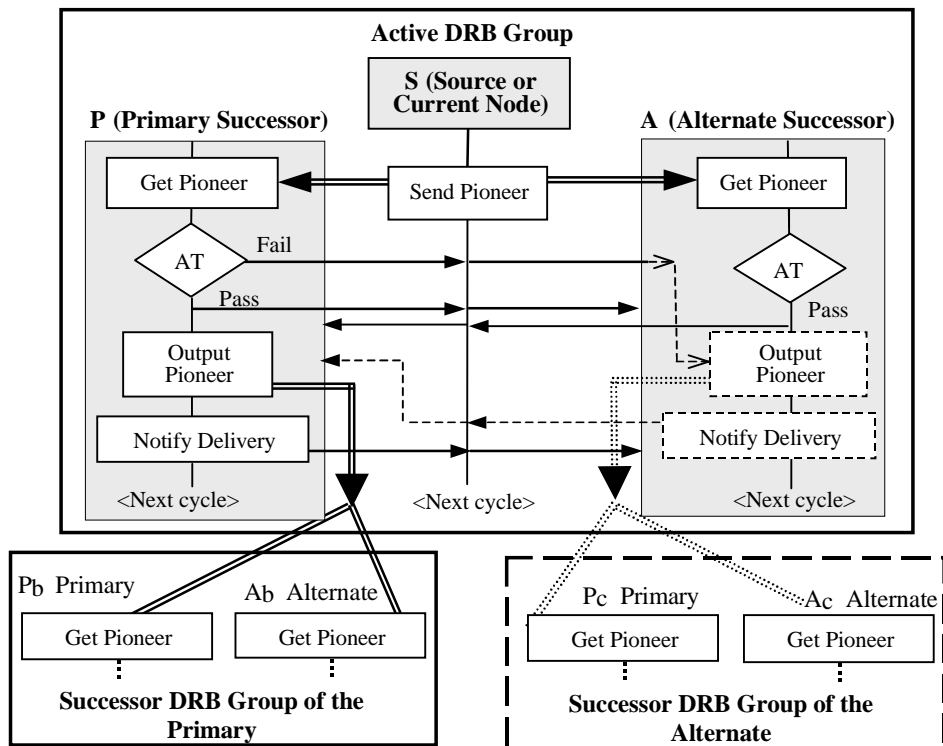 Active DRB Group
S (Source or
Current Node)
P (Primary Successor)
A (Alternate Successor)
Get Pioneer
Send Pioneer
Get Pioneer
AT
Fail
AT
Pass
Pass
Output
Pioneer
Output
Pioneer
Notify Delivery
Notify Delivery
<Next cycle>
<Next cycle>
<Next cycle>
Pb Primary
Ab Alternate
Get Pioneer
Get Pioneer
Successor DRB Group of the
Primary
Pc Primary
Ac Alternate
Get Pioneer
Get Pioneer
Successor DRB Group of the
Alternate